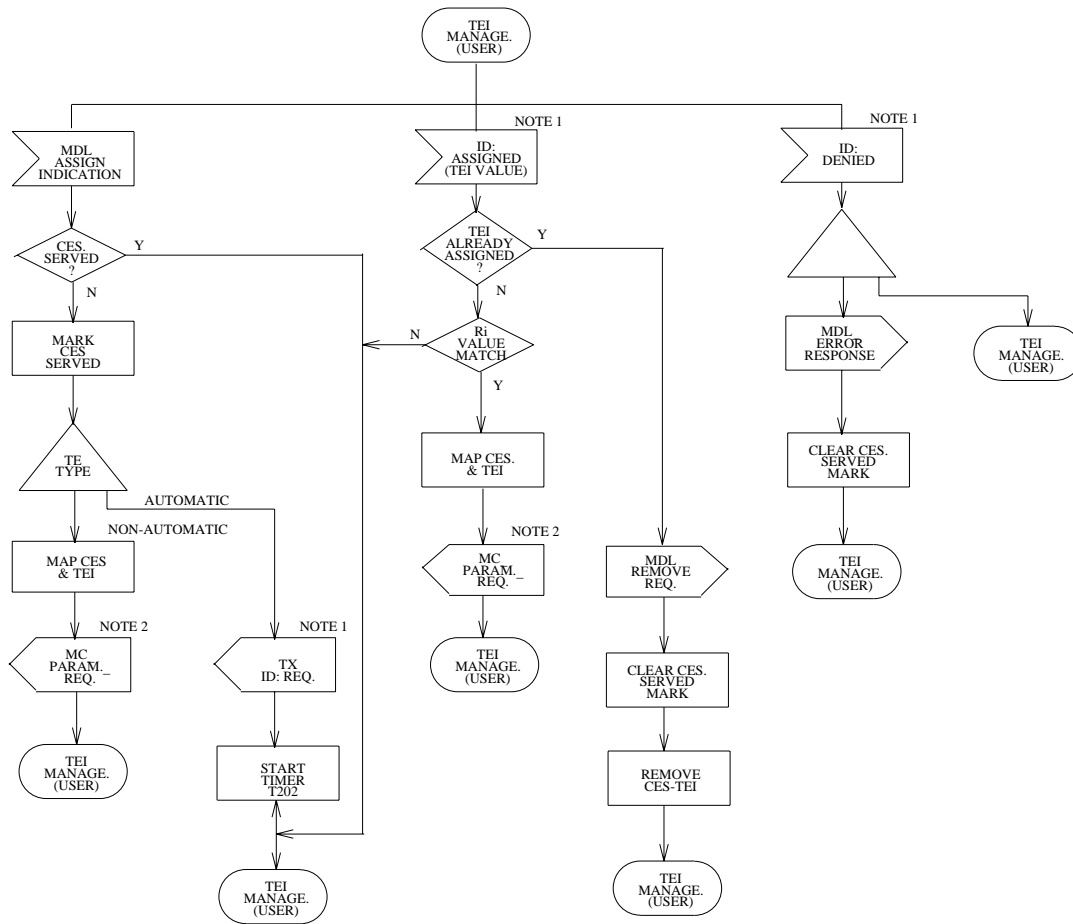 TEI
MANAGE.
(USER)
NOTE 1
NOTE 1
MDL
ASSIGN
INDICATION
ID:
ASSIGNED
(TEI VALUE)
ID:
DENIED
CES.
SERVED
?
Y
N
TEI
ALREADY
ASSIGNED
?
Y
N
MARK
CES
SERVED
N
Ri
VALUE
MATCH
Y
MDL
ERROR
RESPONSE
TEI
MANAGE.
(USER)
TE
TYPE
AUTOMATIC
NON-AUTOMATIC
MAP CES.
& TEI
CLEAR CES.
SERVED
MARK
MAP CES
& TEI
NOTE 2
MC
PARAM._
REQ.
MDL
REMOVE
REQ.
TEI
MANAGE.
(USER)
NOTE 2
MC
PARAM._
REQ.
NOTE 1
TX
ID: REQ.
TEI
MANAGE.
(USER)
CLEAR CES.
SERVED
MARK
TEI
MANAGE.
(USER)
START
TIMER
T202
REMOVE
CES-TEI
TEI
MANAGE.
(USER)
TEI
MANAGE.
(USER)